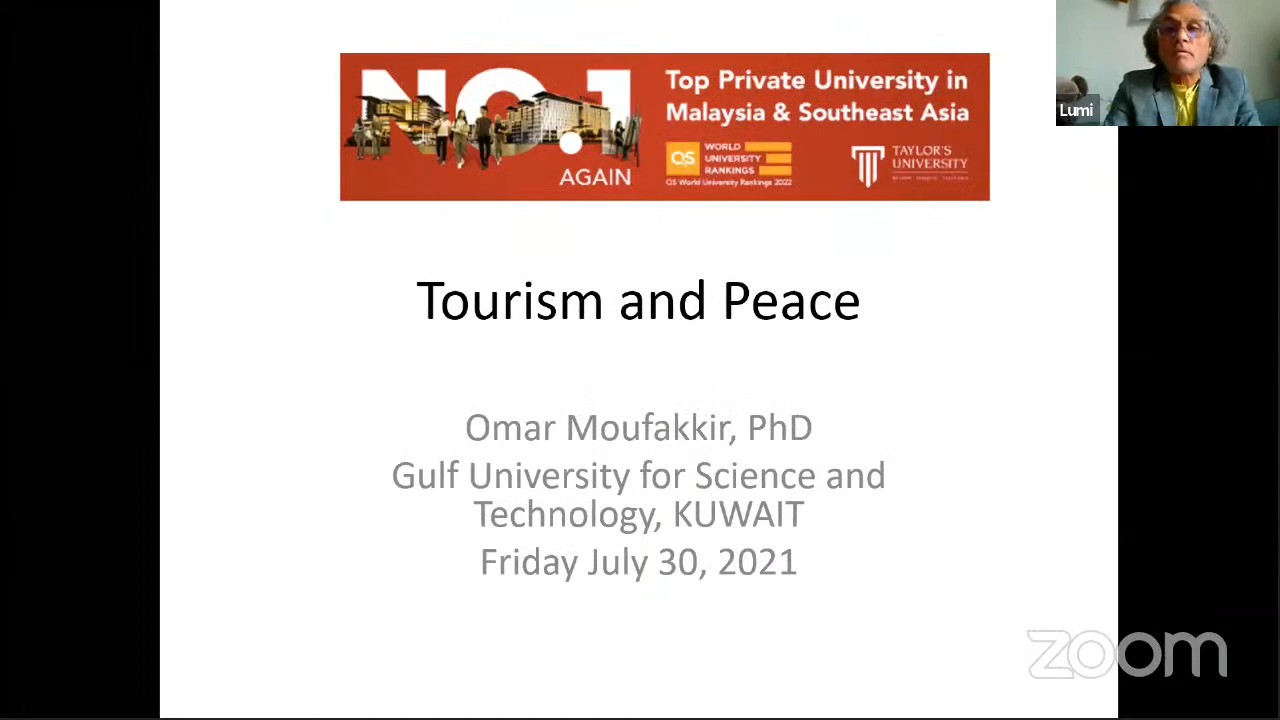 NO.1
AGAIN
Top Private University in
Malaysia & Southeast Asia
QS
WORLD
UNIVERSITY
RANKINGS
QS World University Rankings 2022
TAYLOR'S
UNIVERSITY
Lumi
Tourism and Peace
Omar Moufakkir, PhD
Gulf University for Science and
Technology, KUWAIT
Friday July 30, 2021
zoom